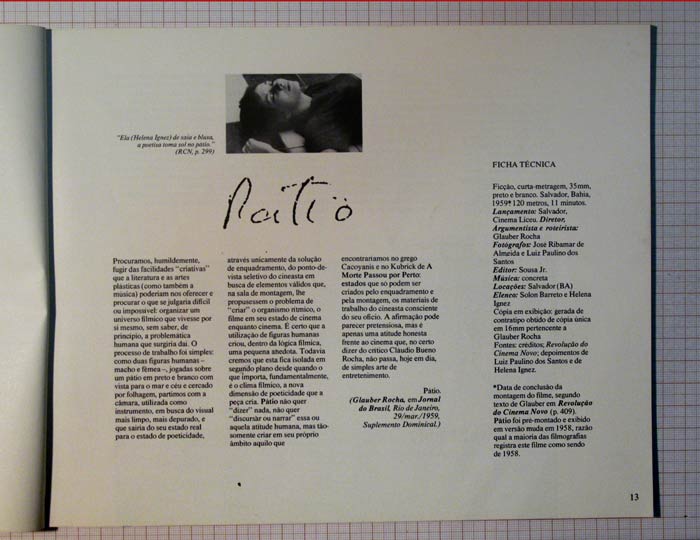 "Ela (Helena Ignez) de saia e blusa,
a poetisa toma sol no pátio."
(RCN, p. 299)
Pátio
Procuramos, humildemente,
fugir das facilidades "criativas"
que a literatura e as artes
plásticas (como também a
música) poderiam nos oferecer e
procurar o que se julgaria difícil
ou impossível: organizar um
universo fílmico que vivesse por
si mesmo, sem saber, de
princípio, a problemática
humana que surgiria daí. O
processo de trabalho foi simples:
como duas figuras humanas –
macho e fêmea –, jogadas sobre
um pátio em preto e branco com
vista para o mar e céu e cercado
por folhagem, partimos com a
câmara, utilizada como
instrumento, em busca do visual
mais limpo, mais depurado, e
que sairia do seu estado real
para o estado de poeticidade,
através unicamente da solução
de enquadramento, do ponto-de-
vista seletivo do cineasta em
busca de elementos válidos que,
na sala de montagem, lhe
propusessem o problema de
"criar" o organismo rítmico, o
filme em seu estado de cinema
enquanto cinema. É certo que a
utilização de figuras humanas
criou, dentro da lógica fílmica,
uma pequena anedota. Todavia
cremos que esta fica isolada em
segundo plano desde quando o
que importa, fundamentalmente,
é o clima fílmico, a nova
dimensão de poeticidade que a
peça cria. Pátio não quer
"dizer" nada, não quer
"discursar ou narrar" essa ou
aquela atitude humana, mas tão-
somente criar em seu próprio
âmbito aquilo que
encontraríamos no grego
Cacoyanis e no Kubrick de A
Morte Passou por Perto:
estados que só podem ser
criados pelo enquadramento e
pela montagem, os materiais de
trabalho do cineasta consciente
do seu ofício. A afirmação pode
parecer pretensiosa, mas é
apenas uma atitude honesta
frente ao cinema que, no certo
dizer do crítico Cláudio Bueno
Rocha, não passa, hoje em dia,
de simples arte de
entretenimento.
Pátio.
(Glauber Rocha, em Jornal
do Brasil, Rio de Janeiro,
29/mar./1959,
Suplemento Dominical.)
FICHA TÉCNICA
Ficção, curta-metragem, 35mm,
preto e branco. Salvador, Bahia,
1959* 120 metros, 11 minutos.
Lançamento: Salvador,
Cinema Liceu. Diretor,
Argumentista e roteirista:
Glauber Rocha
Fotógrafos: José Ribamar de
Almeida e Luiz Paulino dos
Santos
Editor: Sousa Jr.
Música: concreta
Locações: Salvador (BA)
Elenco: Solon Barreto e Helena
Ignez
Cópia em exibição: gerada de
contratipo obtido de cópia única
em 16mm pertencente a
Glauber Rocha
Fontes: créditos; Revolução do
Cinema Novo; depoimentos de
Luiz Paulino dos Santos e de
Helena Ignez.
*Data de conclusão da
montagem do filme, segundo
texto de Glauber em Revolução
do Cinema Novo (p. 409).
Pátio foi pré-montado e exibido
em versão muda em 1958, razão
qual a maioria das filmografias
registra este filme como sendo
de 1958.
13